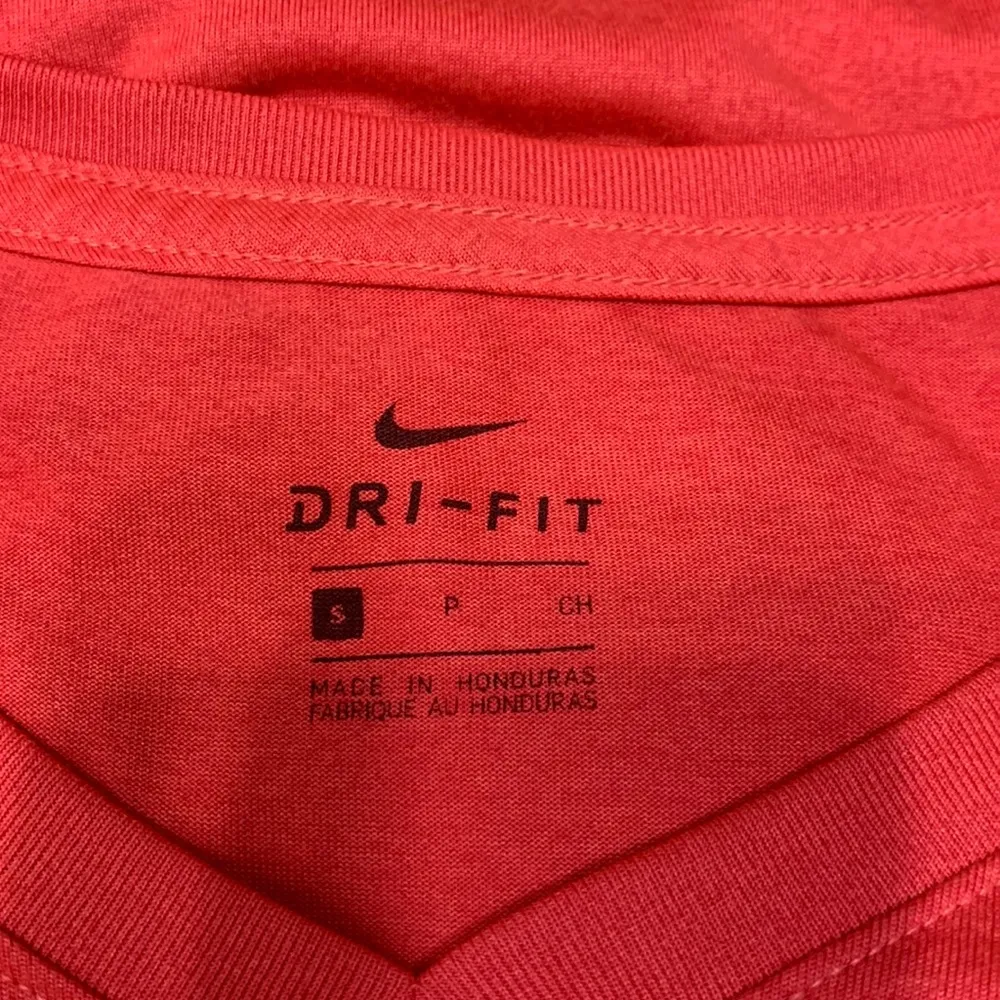 DRI-FIT
S P CH
MADE IN HONDURAS
FABRIQUE AU HONDURAS